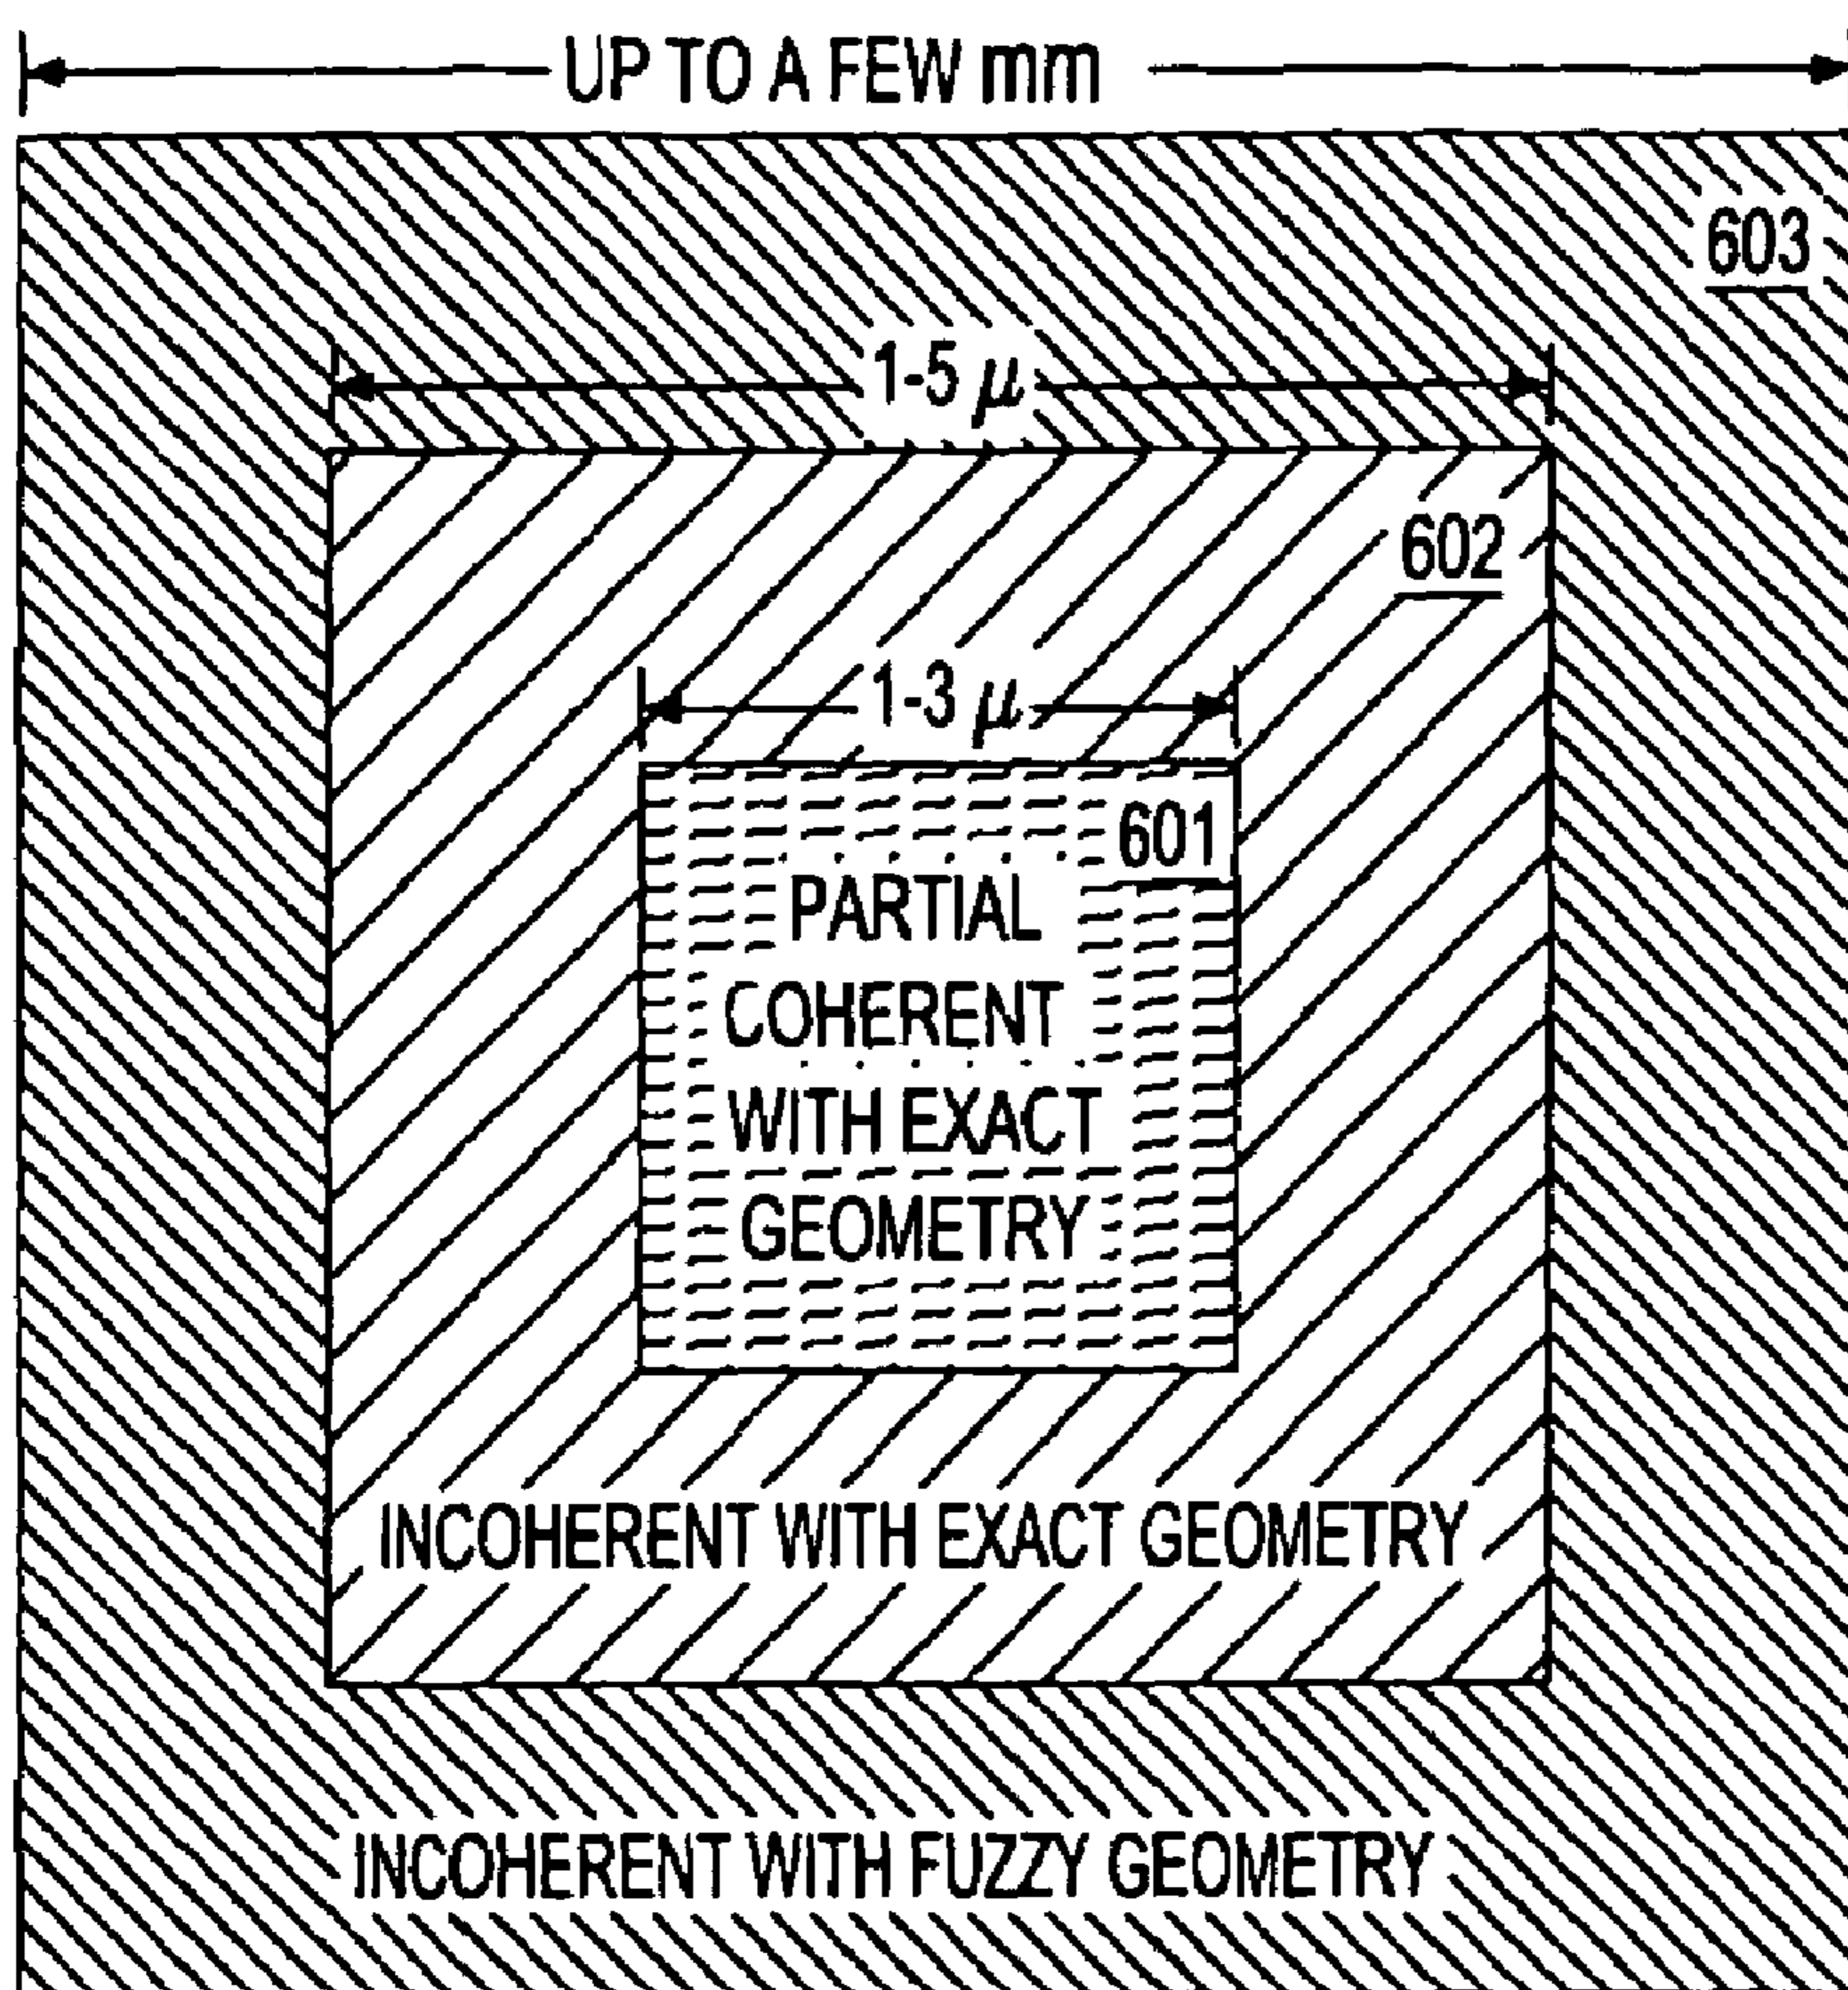 UP TO A FEW mm
603
1-5 μ
602
1-3 μ
601
PARTIAL
COHERENT
WITH EXACT
GEOMETRY
INCOHERENT WITH EXACT GEOMETRY
INCOHERENT WITH FUZZY GEOMETRY